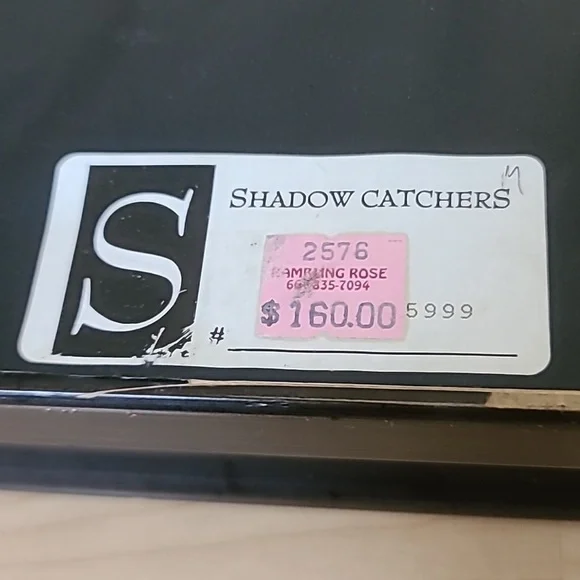 S
SHADOW CATCHERS
2576
RAMBLING ROSE
$160.00
# 5999